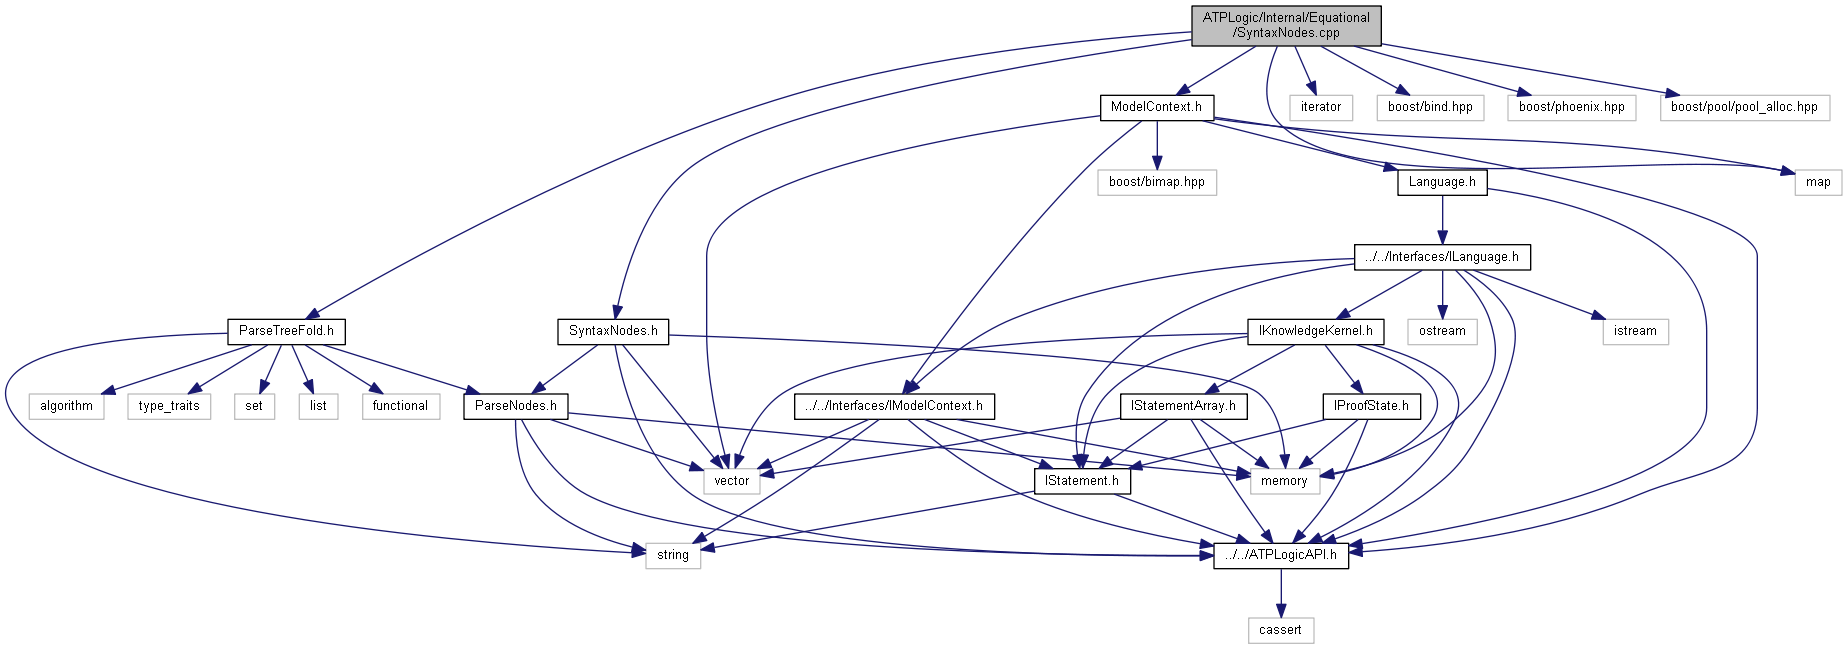 ATPLogic/Internal/Equational
/SyntaxNodes.cpp
ModelContext.h
iterator
boost/bind.hpp
boost/phoenix.hpp
boost/pool/pool_alloc.hpp
boost/bimap.hpp
Language.h
map
../../Interfaces/ILanguage.h
ParseTreeFold.h
SyntaxNodes.h
IKnowledgeKernel.h
ostream
istream
algorithm
type_traits
set
list
functional
ParseNodes.h
../../Interfaces/IModelContext.h
IStatementArray.h
IProofState.h
vector
IStatement.h
memory
string
../../ATPLogicAPI.h
cassert